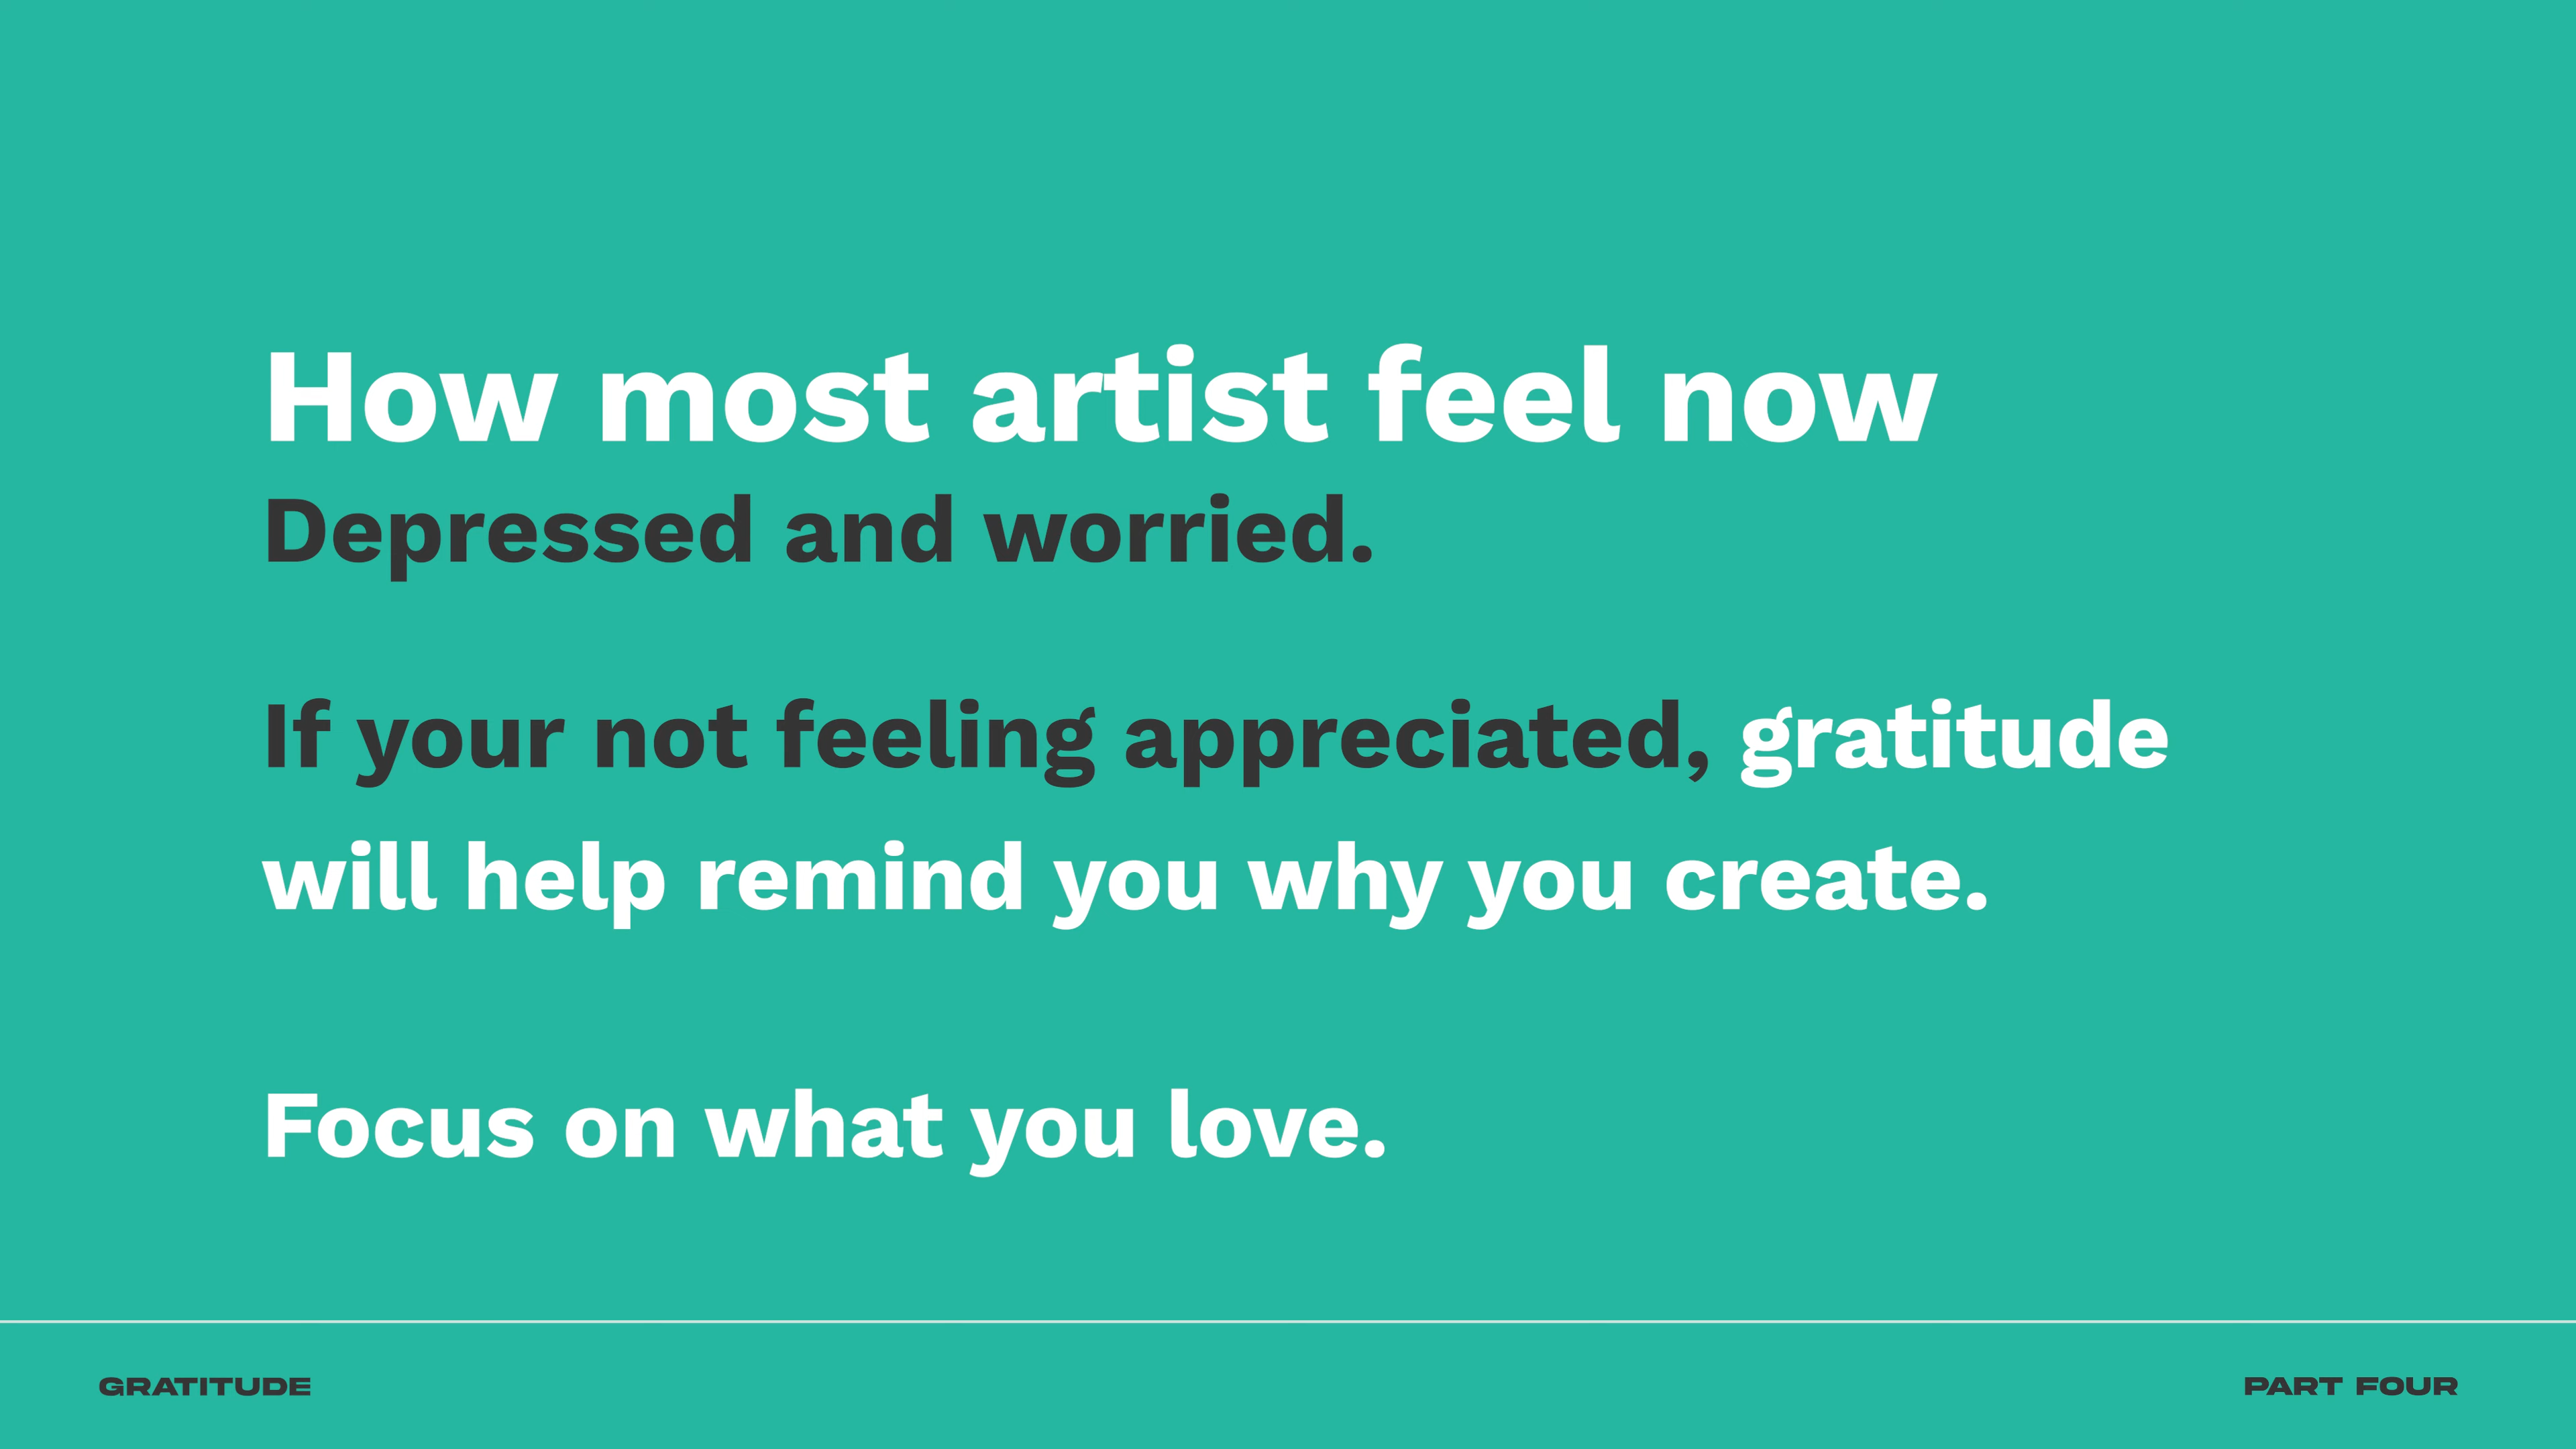 How most artist feel now
Depressed and worried.
If your not feeling appreciated, gratitude
will help remind you why you create.
Focus on what you love.
GRATITUDE
PART FOUR